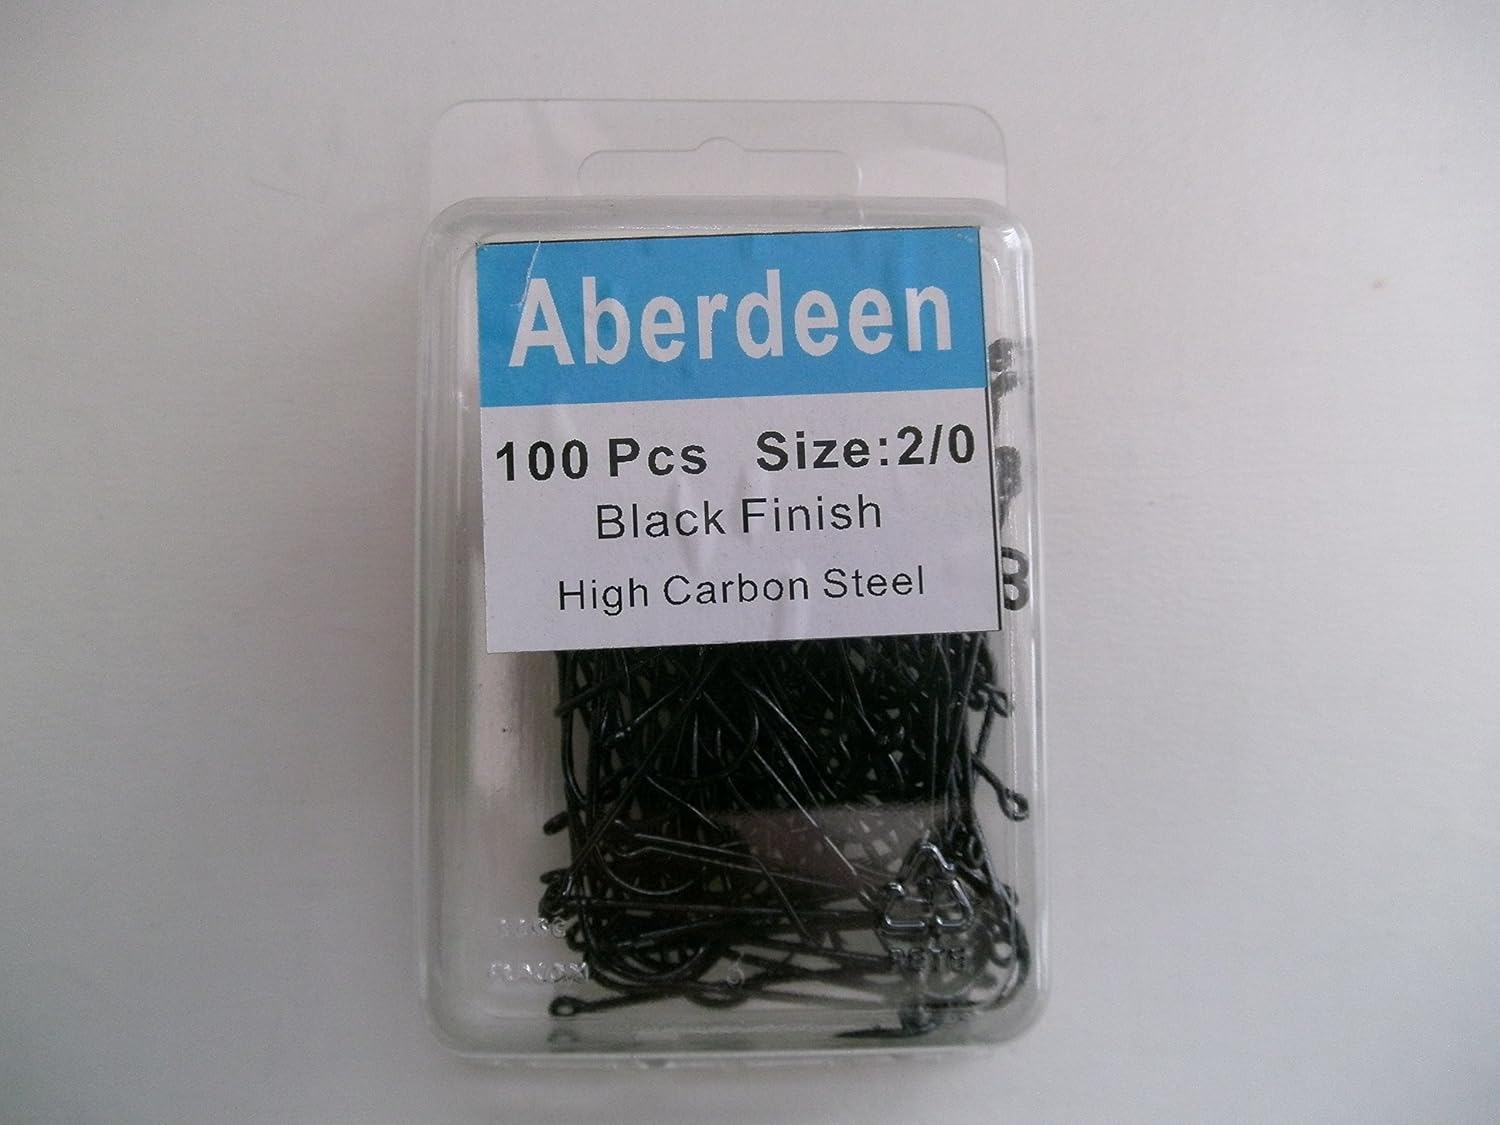 Aberdeen
100 Pcs Size:2/0
Black Finish
High Carbon Steel
PETE